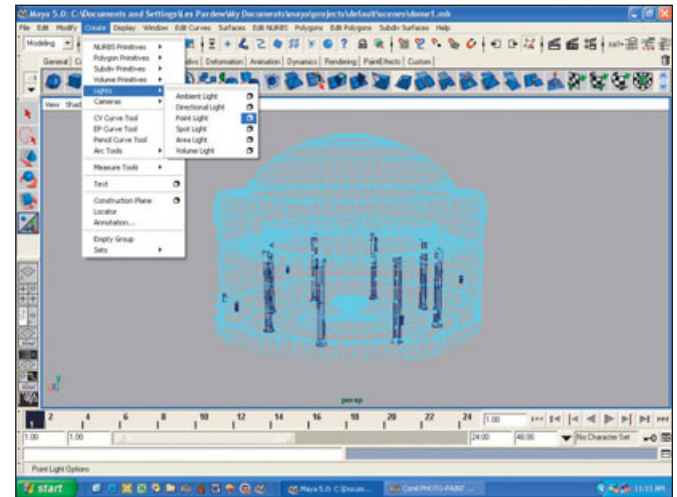 Maya 5.0: C:\Documents and Settings\Les Pardew\My Documents\maya\projects\default\scenes\dome1.mb
File Edit Modify Create Display Window Edit Curves Surfaces Edit NURBS Polygons Edit Polygons Subdiv Surfaces Help
Modeling
General
Deformation Animation Dynamics Rendering PaintEffects Custom
View Shad
NURBS Primitives
Polygon Primitives
Subdiv Primitives
Volume Primitives
Lights
Cameras
CV Curve Tool
EP Curve Tool
Pencil Curve Tool
Arc Tools
Measure Tools
Text
Construction Plane
Locator
Annotation...
Empty Group
Sets
Ambient Light
Directional Light
Point Light
Spot Light
Area Light
Volume Light
persp
2 4 6 8 10 12 14 16 18 20 22 24 1.00
1.00 1.00 24.00 48.00 No Character Set
Point Light Options
start Maya 5.0: C:\Docum... Corel PHOTO-PAINT ... 11:11 AM